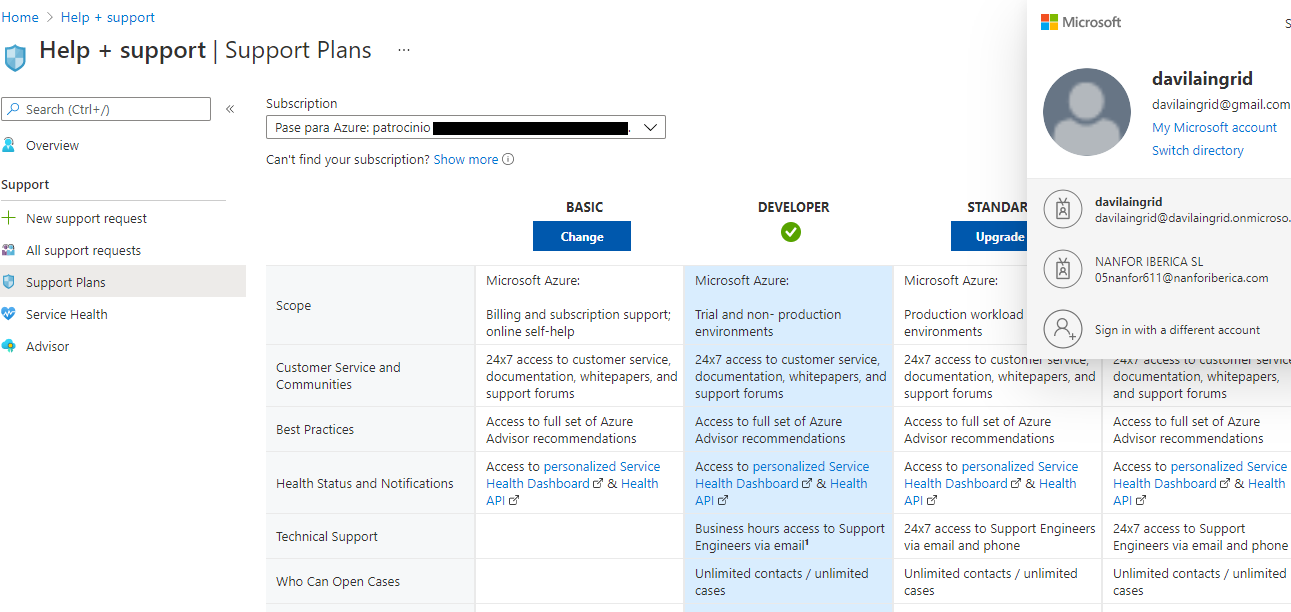 Home > Help + support
Help + support | Support Plans ...
Search (Ctrl+/)
«
Overview
Support
New support request
All support requests
Support Plans
Service Health
Advisor
Subscription
Pase para Azure: patrocinio .
Can't find your subscription? Show more
BASIC
Change
DEVELOPER
STANDAR
Upgrade
Scope
Microsoft Azure:
Billing and subscription support;
online self-help
Microsoft Azure:
Trial and non- production
environments
Microsoft Azure:
Production workload
environments
Customer Service and
Communities
24x7 access to customer service,
documentation, whitepapers, and
support forums
24x7 access to customer service,
documentation, whitepapers, and
support forums
24x7 access to customer service,
documentation, whitepapers, and
support forums
24x7 access to customer service,
documentation, whitepapers,
and support forums
Best Practices
Access to full set of Azure
Advisor recommendations
Access to full set of Azure
Advisor recommendations
Access to full set of Azure
Advisor recommendations
Access to full set of Azure
Advisor recommendations
Health Status and Notifications
Access to personalized Service
Health Dashboard & Health
API
Access to personalized Service
Health Dashboard & Health
API
Access to personalized Service
Health Dashboard & Health
API
Access to personalized Service
Health Dashboard & Health
API
Technical Support
Business hours access to Support
Engineers via email¹
24x7 access to Support Engineers
via email and phone
24x7 access to Support
Engineers via email and phone
Who Can Open Cases
Unlimited contacts / unlimited
cases
Unlimited contacts / unlimited
cases
Unlimited contacts / unlimited
cases
Microsoft
S
davilaingrid
davilaingrid@gmail.com
My Microsoft account
Switch directory
davilaingrid
davilaingrid@davilaingrid.onmicroso...
NANFOR IBERICA SL
05nanfor611@nanforiberica.com
Sign in with a different account